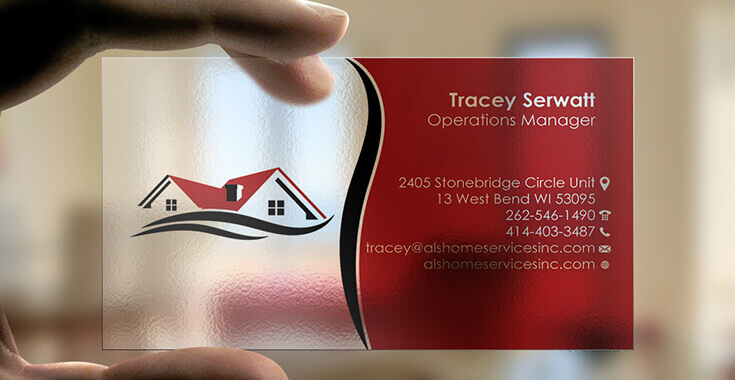 Tracey Serwatt
Operations Manager
2405 Stonebridge Circle Unit
13 West Bend WI 53095
262-546-1490
414-403-3487
tracey@alshomeservicesinc.com
alshomeservicesinc.com